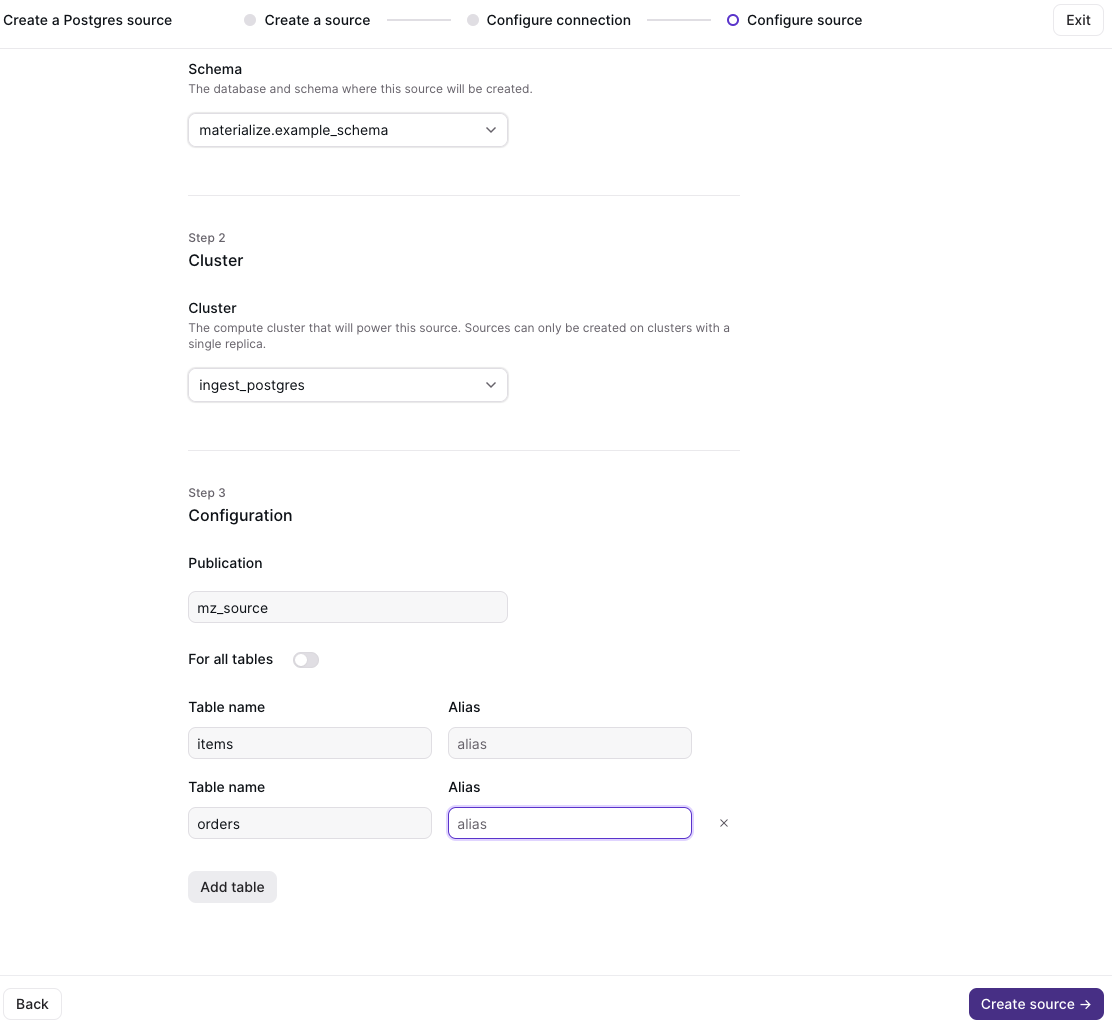 Create a Postgres source
Create a source
Configure connection
Configure source
Exit
Schema
The database and schema where this source will be created.
materialize.example_schema
Step 2
Cluster
Cluster
The compute cluster that will power this source. Sources can only be created on clusters with a
single replica.
ingest_postgres
Step 3
Configuration
Publication
mz_source
For all tables
Table name Alias
items alias
Table name Alias
orders alias
Add table
Back
Create source →